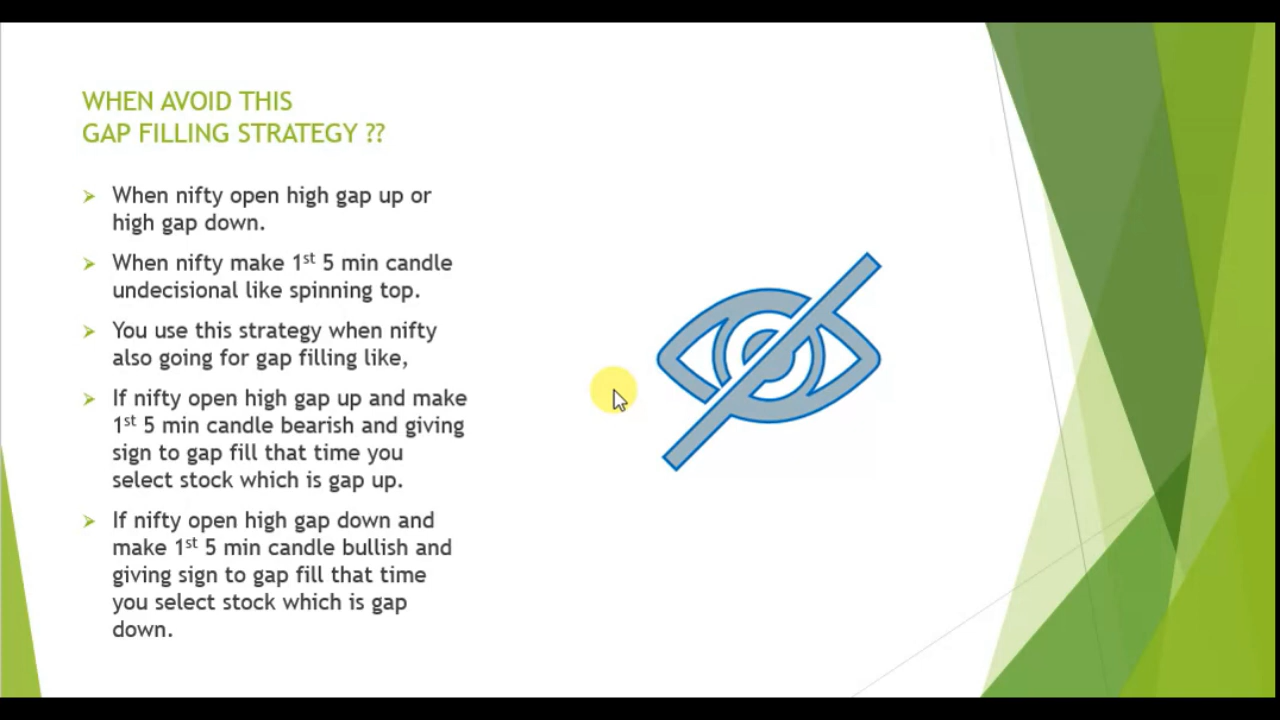 WHEN AVOID THIS
GAP FILLING STRATEGY ??
When nifty open high gap up or
high gap down.
When nifty make 1st 5 min candle
undecisional like spinning top.
You use this strategy when nifty
also going for gap filling like,
If nifty open high gap up and make
1st 5 min candle bearish and giving
sign to gap fill that time you
select stock which is gap up.
If nifty open high gap down and
make 1st 5 min candle bullish and
giving sign to gap fill that time
you select stock which is gap
down.